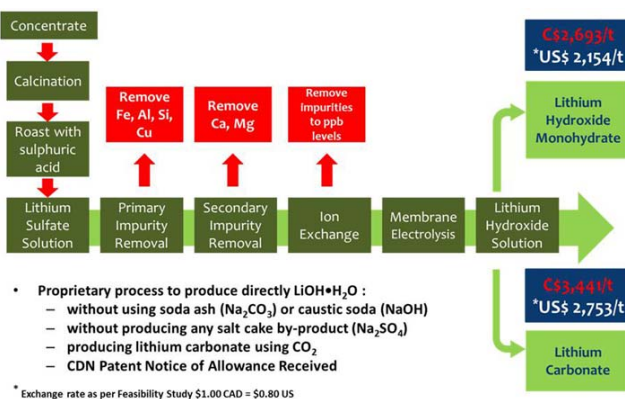 Concentrate
Calcination
Roast with
sulphuric
acid
Lithium
Sulfate
Solution
Remove
Fe, Al, Si,
Cu
Primary
Impurity
Removal
Remove
Ca, Mg
Secondary
Impurity
Removal
Remove
Impurities
to ppb
levels
Ion
Exchange
Membrane
Electrolysis
Lithium
Hydroxide
Solution
C$2,693/t
*US$ 2,154/t
Lithium
Hydroxide
Monohydrate
C$3,441/t
*US$ 2,753/t
Lithium
Carbonate
• Proprietary process to produce directly LiOH•H₂O :
– without using soda ash (Na₂CO₃) or caustic soda (NaOH)
– without producing any salt cake by-product (Na₂SO₄)
– producing lithium carbonate using CO₂
– CDN Patent Notice of Allowance Received
* Exchange rate as per Feasibility Study $1.00 CAD = $0.80 US